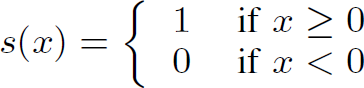 s(x) = { 1 if x ≥ 0
0 if x < 0